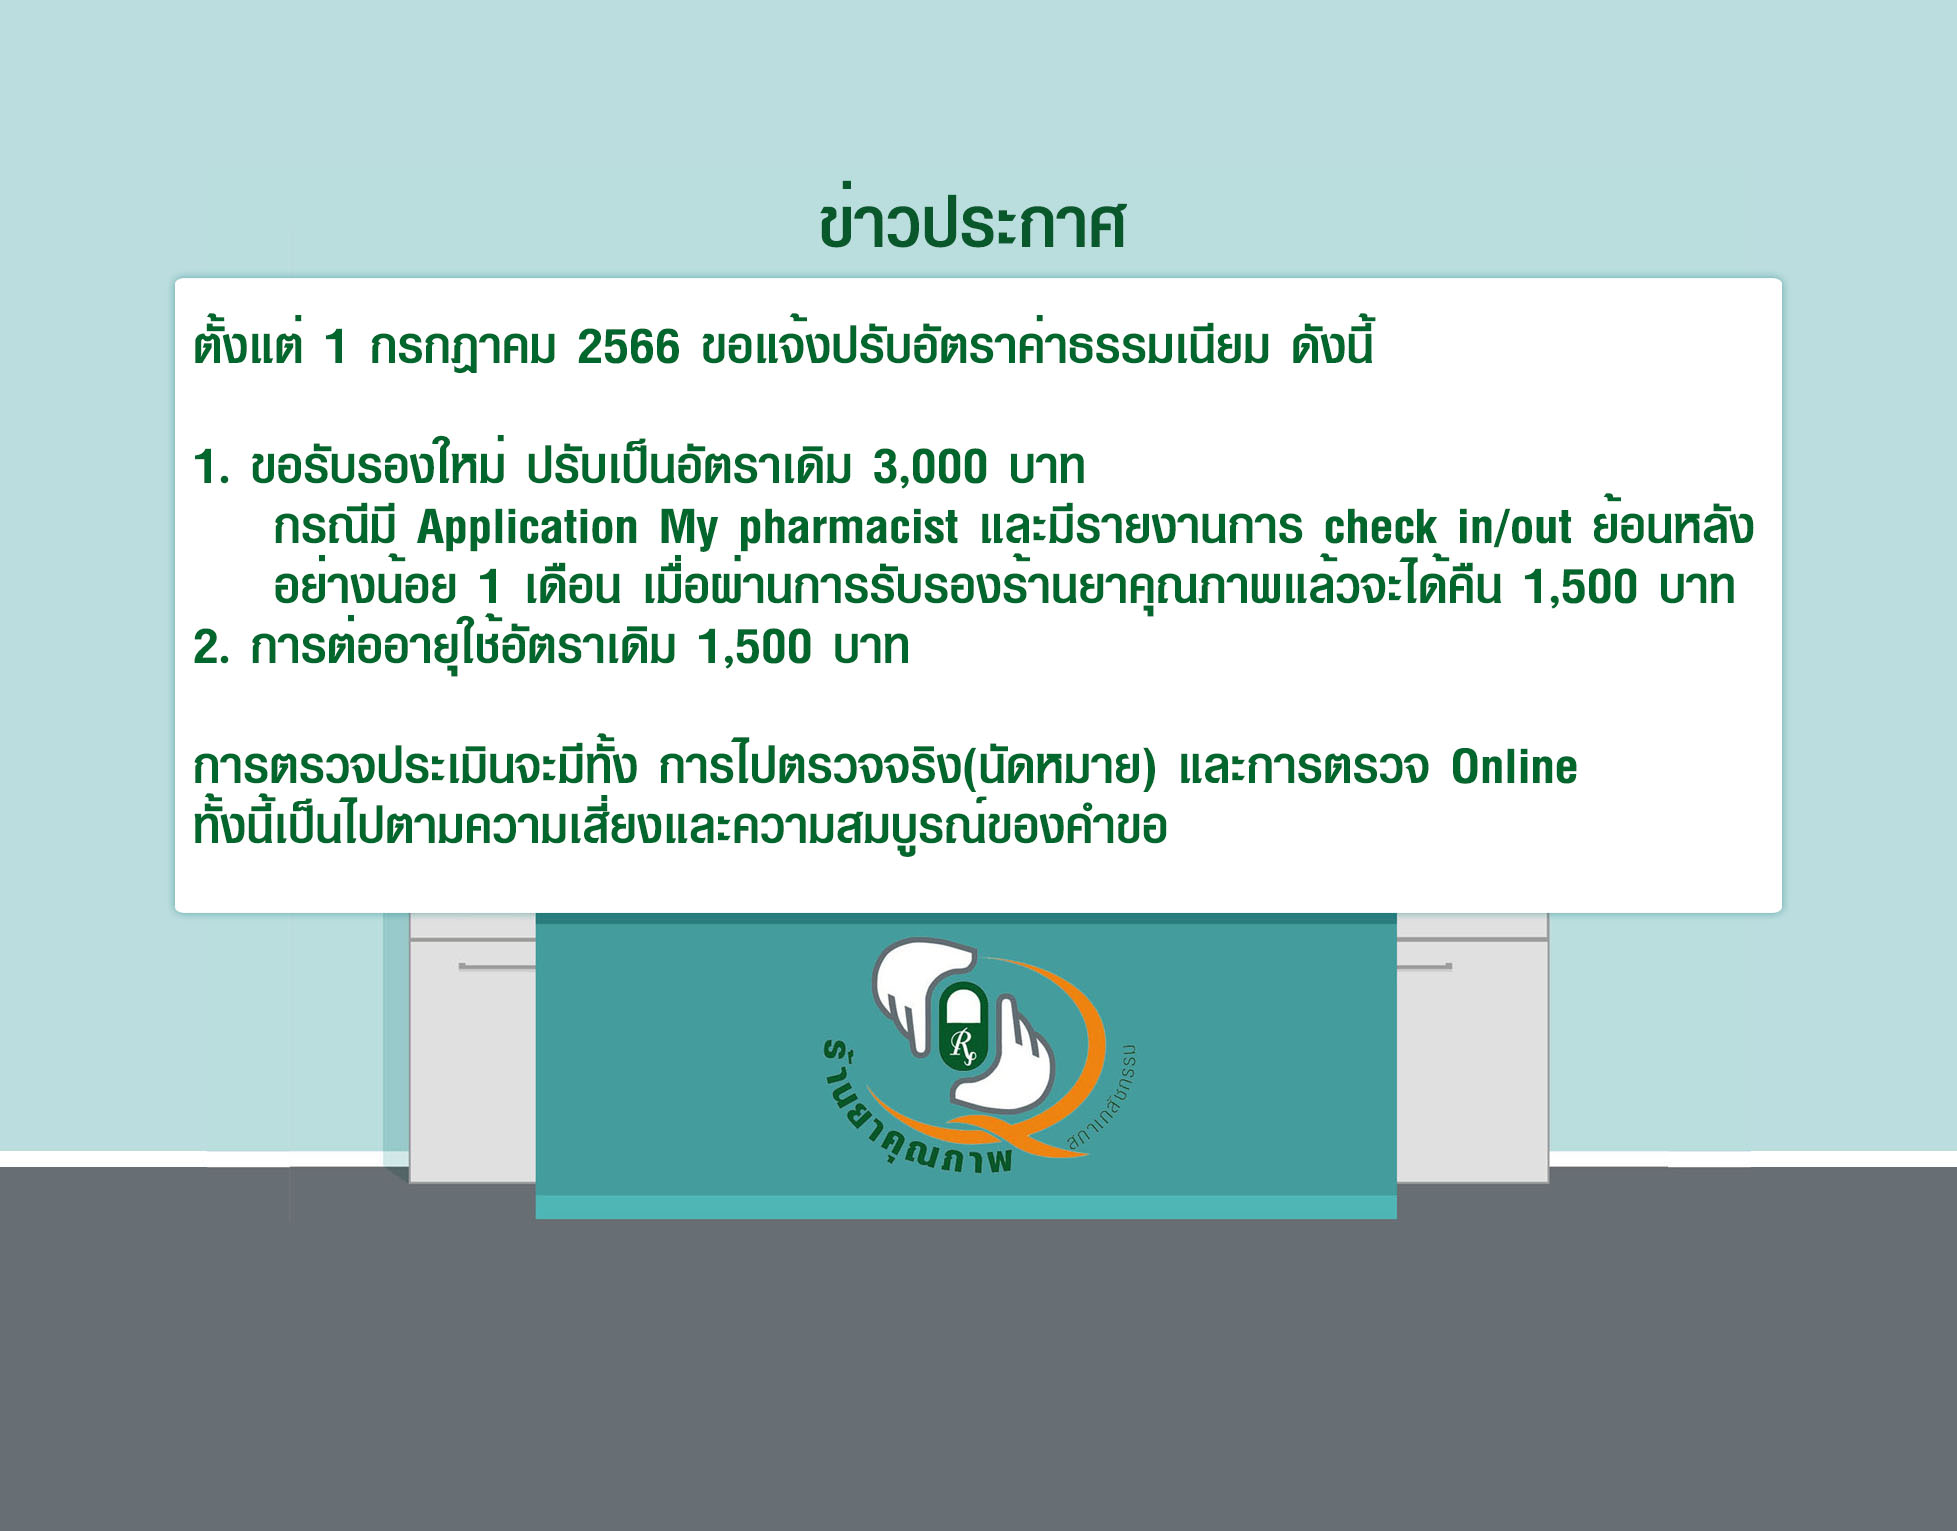 ข่าวประกาศ
ตั้งแต่ 1 กรกฎาคม 2566 ขอแจ้งปรับอัตราค่าธรรมเนียม ดังนี้
1. ขอรับรองใหม่ ปรับเป็นอัตราเดิม 3,000 บาท
กรณีมี Application My pharmacist และมีรายงานการ check in/out ย้อนหลัง
อย่างน้อย 1 เดือน เมื่อผ่านการรับรองร้านยาคุณภาพแล้วจะได้คืน 1,500 บาท
2. การต่ออายุใช้อัตราเดิม 1,500 บาท
การตรวจประเมินจะมีทั้ง การไปตรวจจริง(นัดหมาย) และการตรวจ Online
ทั้งนี้เป็นไปตามความเสี่ยงและความสมบูรณ์ของคำขอ
Rx
ร้านยาคุณภาพ
สภาเภสัชกรรม